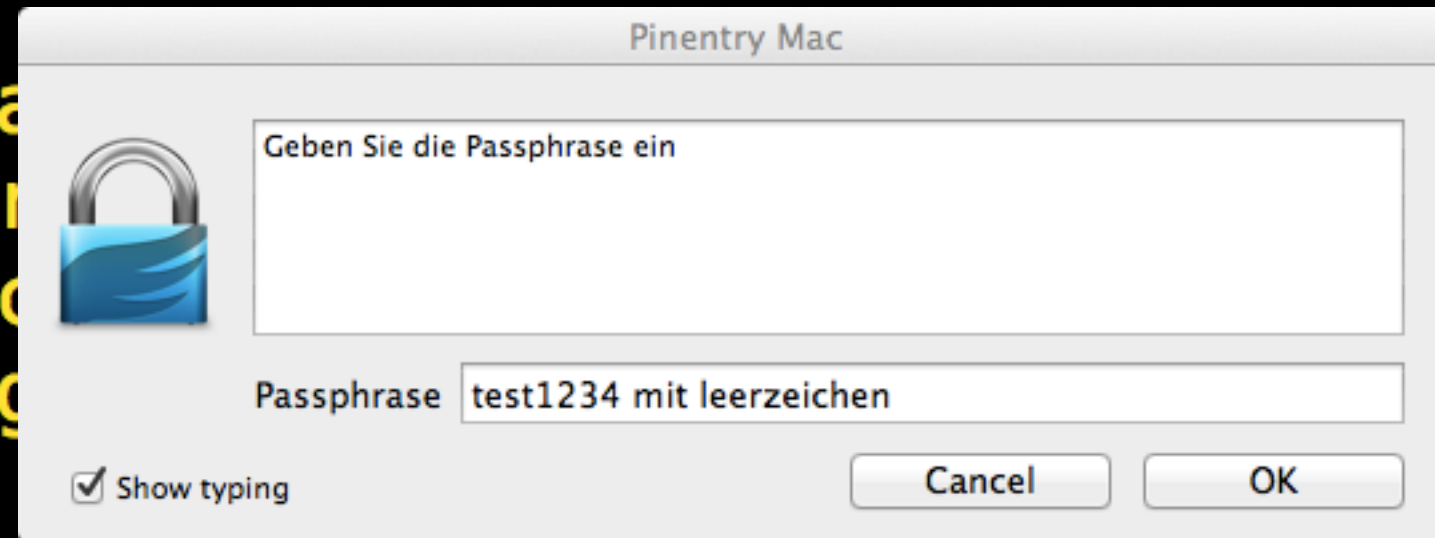 Pinentry Mac
Geben Sie die Passphrase ein
Passphrase test1234 mit leerzeichen
Show typing
Cancel
OK